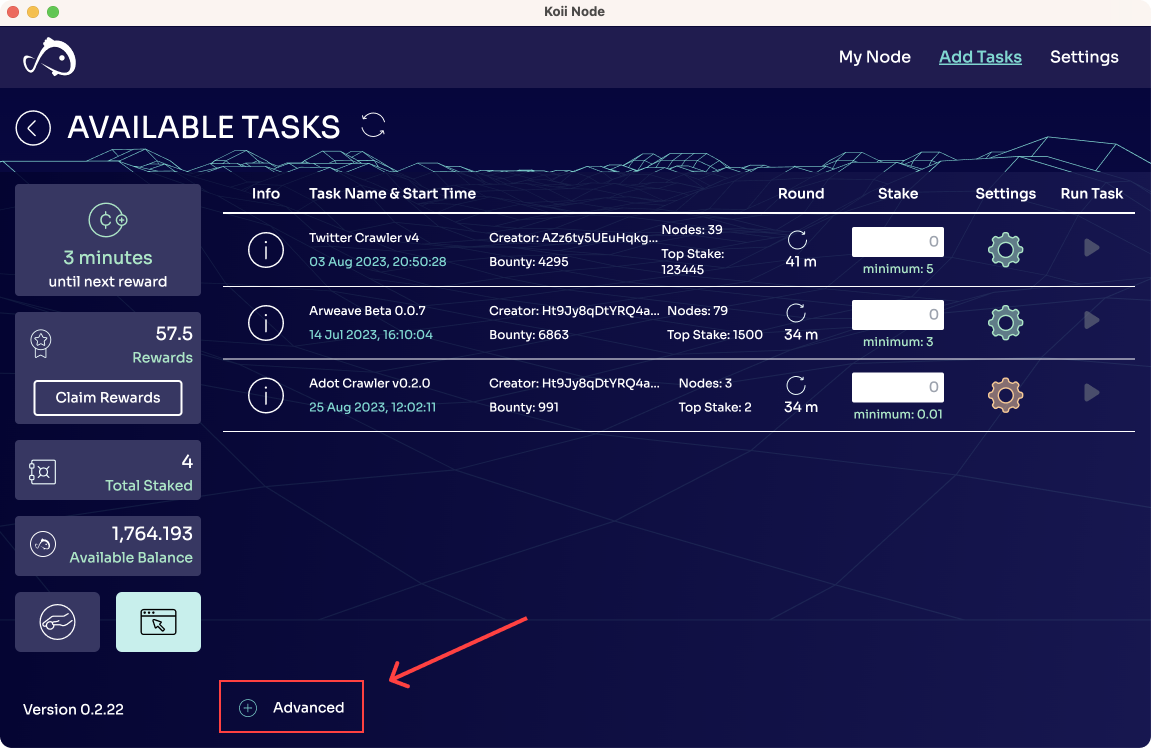 Koii Node
My Node Add Tasks Settings
AVAILABLE TASKS
3 minutes
until next reward
57.5
Rewards
Claim Rewards
4
Total Staked
1,764.193
Available Balance
Version 0.2.22
Info Task Name & Start Time Round Stake Settings Run Task
Twitter Crawler v4
03 Aug 2023, 20:50:28
Creator: AZz6ty5UEuHqkg...
Bounty: 4295
Nodes: 39
Top Stake:
123445
41 m
0
minimum: 5
Arweave Beta 0.0.7
14 Jul 2023, 16:10:04
Creator: Ht9Jy8qDtYRQ4a...
Bounty: 6863
Nodes: 79
Top Stake: 1500
34 m
0
minimum: 3
Adot Crawler v0.2.0
25 Aug 2023, 12:02:11
Creator: Ht9Jy8qDtYRQ4a...
Bounty: 991
Nodes: 3
Top Stake: 2
34 m
0
minimum: 0.01
Advanced